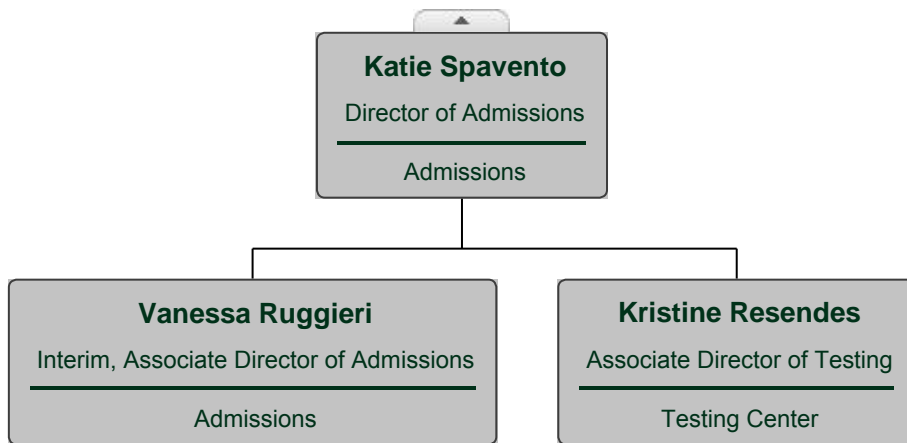 Katie Spavento
Director of Admissions
Admissions
Vanessa Ruggieri
Interim, Associate Director of Admissions
Admissions
Kristine Resendes
Associate Director of Testing
Testing Center